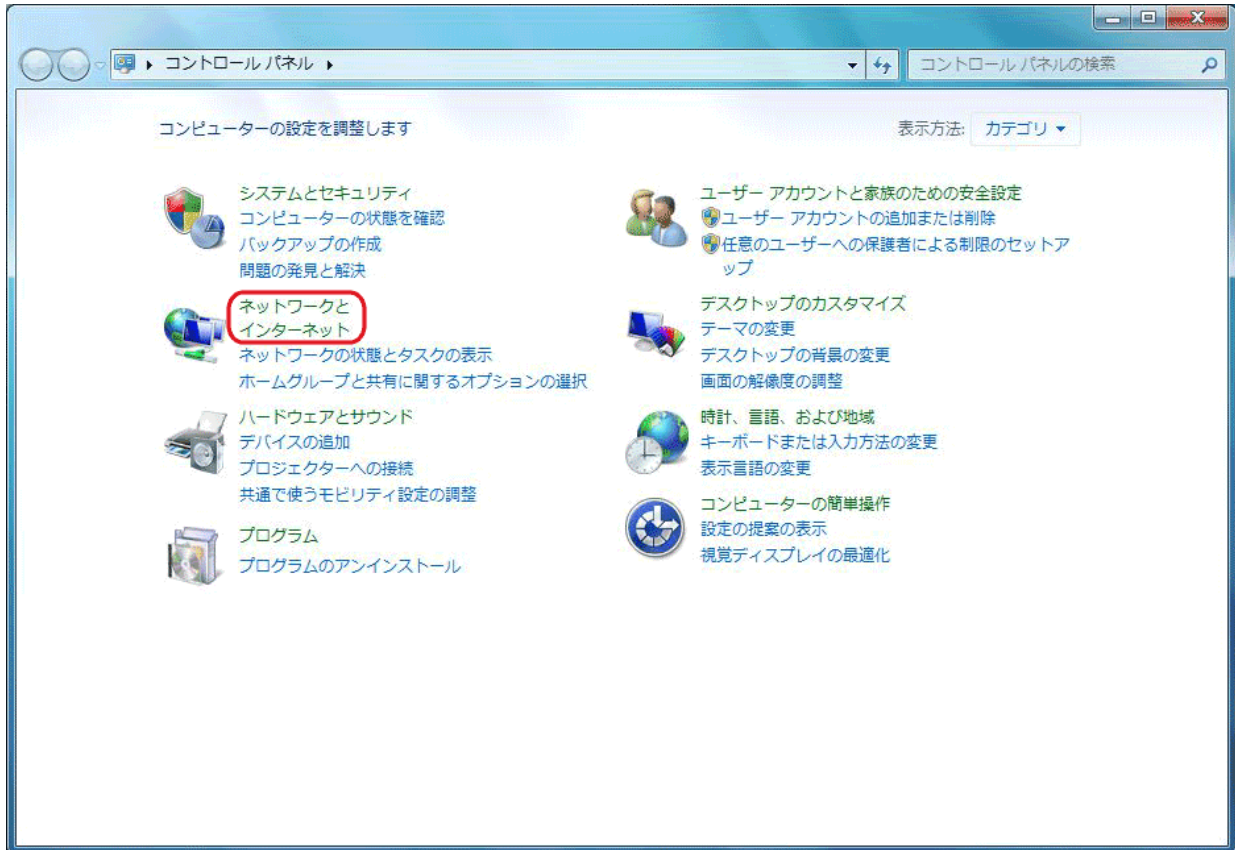 コントロール パネル
コントロール パネルの検索
コンピューターの設定を調整します
表示方法: カテゴリ
システムとセキュリティ
コンピューターの状態を確認
バックアップの作成
問題の発見と解決
ネットワークと
インターネット
ネットワークの状態とタスクの表示
ホームグループと共有に関するオプションの選択
ハードウェアとサウンド
デバイスの追加
プロジェクターへの接続
共通で使うモビリティ設定の調整
プログラム
プログラムのアンインストール
ユーザー アカウントと家族のための安全設定
ユーザー アカウントの追加または削除
任意のユーザーへの保護者による制限のセットア
ップ
デスクトップのカスタマイズ
テーマの変更
デスクトップの背景の変更
画面の解像度の調整
時計、言語、および地域
キーボードまたは入力方法の変更
表示言語の変更
コンピューターの簡単操作
設定の提案の表示
視覚ディスプレイの最適化